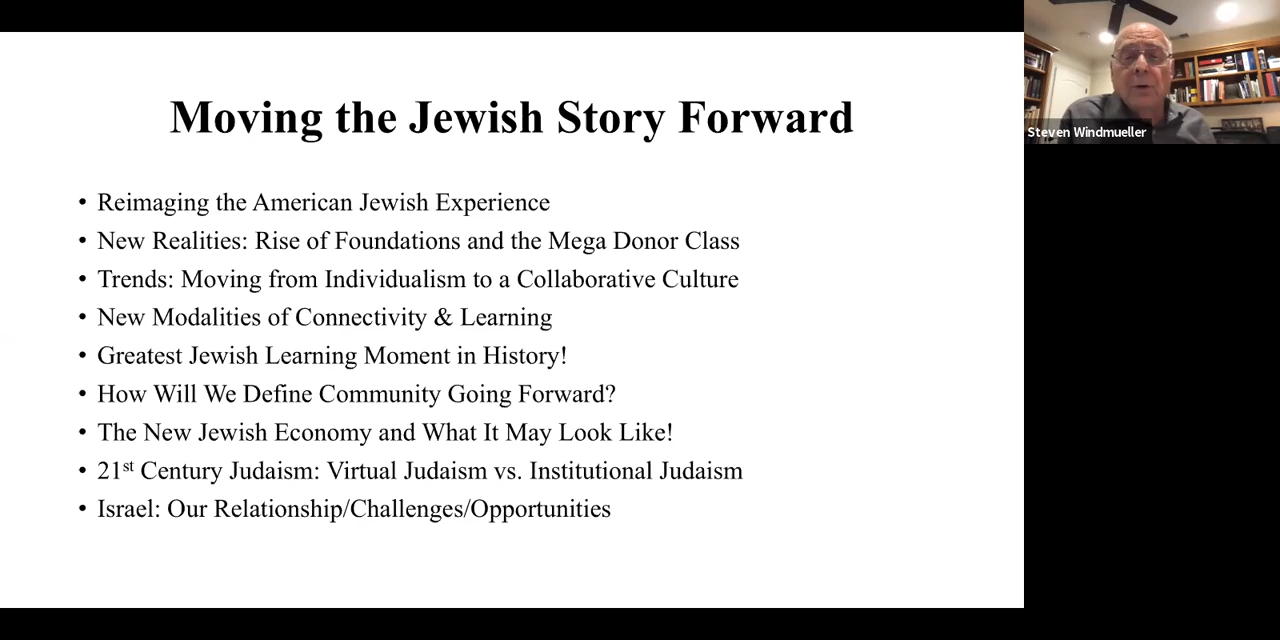 Moving the Jewish Story Forward
• Reimaging the American Jewish Experience
• New Realities: Rise of Foundations and the Mega Donor Class
• Trends: Moving from Individualism to a Collaborative Culture
• New Modalities of Connectivity & Learning
• Greatest Jewish Learning Moment in History!
• How Will We Define Community Going Forward?
• The New Jewish Economy and What It May Look Like!
• 21st Century Judaism: Virtual Judaism vs. Institutional Judaism
• Israel: Our Relationship/Challenges/Opportunities
Steven Windmueller